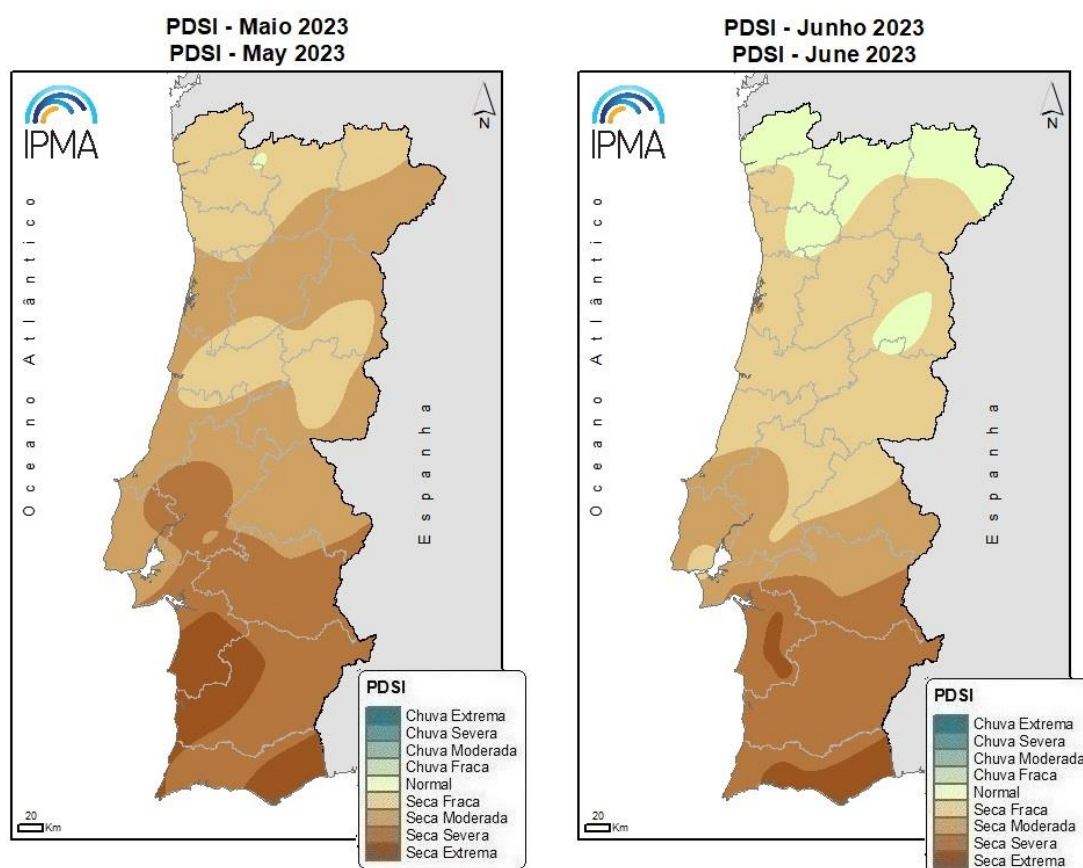 PDSI - Maio 2023
PDSI - May 2023
IPMA
N
Oceano Atlântico
Espanha
PDSI
Chuva Extrema
Chuva Severa
Chuva Moderada
Chuva Fraca
Normal
Seca Fraca
Seca Moderada
Seca Severa
Seca Extrema
20
Km
PDSI - Junho 2023
PDSI - June 2023
IPMA
N
Oceano Atlântico
Espanha
PDSI
Chuva Extrema
Chuva Severa
Chuva Moderada
Chuva Fraca
Normal
Seca Fraca
Seca Moderada
Seca Severa
Seca Extrema
20
Km